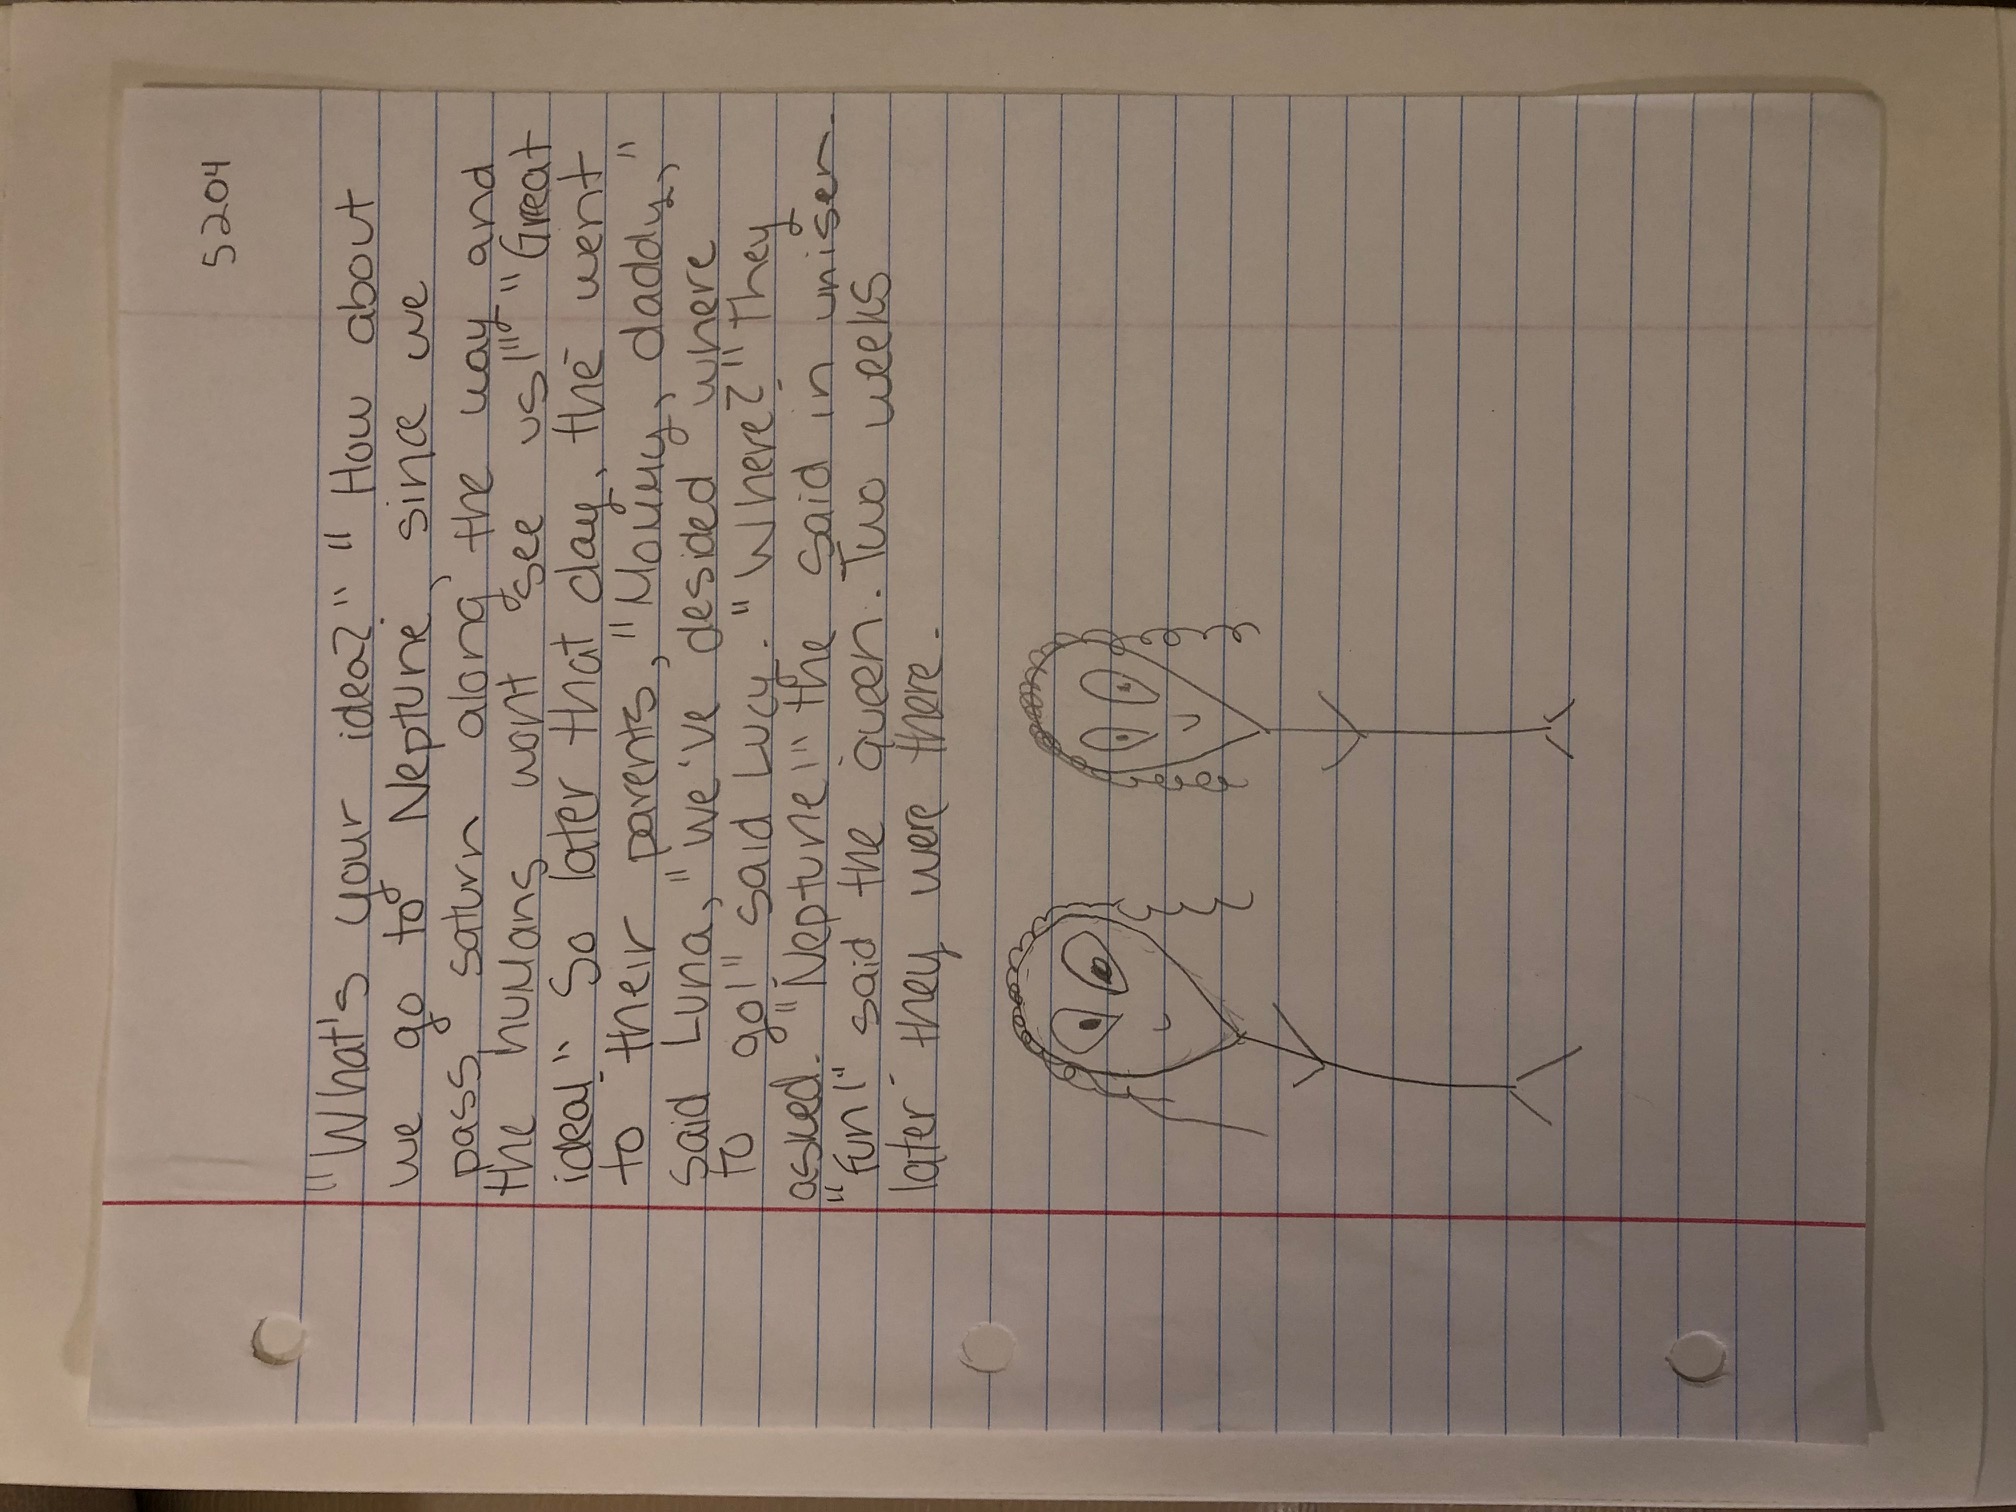 5204
"What's your idea?" "How about
we go to Neptune, since we
pass saturn along the way and
the humans wont see us!" "Great
idea!" So later that day, the went
to their parents, "Mommy, daddy,"
said Luna, "we've desided where
to go!" said Lucy. "Where?" they
asked. "Neptune!" the said in unisen.
"fun!" said the queen. Two weeks
later they were there.